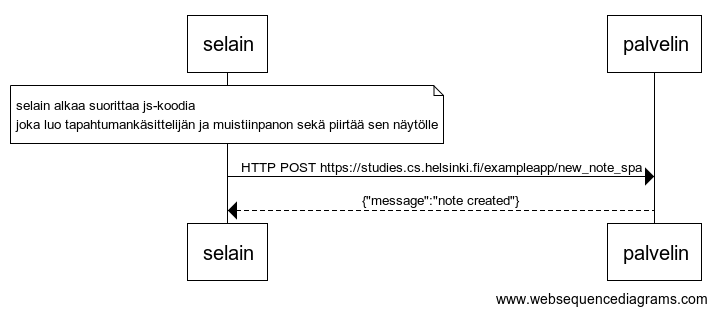 selain
palvelin
selain alkaa suorittaa js-koodia
joka luo tapahtumankäsittelijän ja muistiinpanon sekä piirtää sen näytölle
HTTP POST https://studies.cs.helsinki.fi/exampleapp/new_note_spa
{"message":"note created"}
selain
palvelin
www.websequencediagrams.com